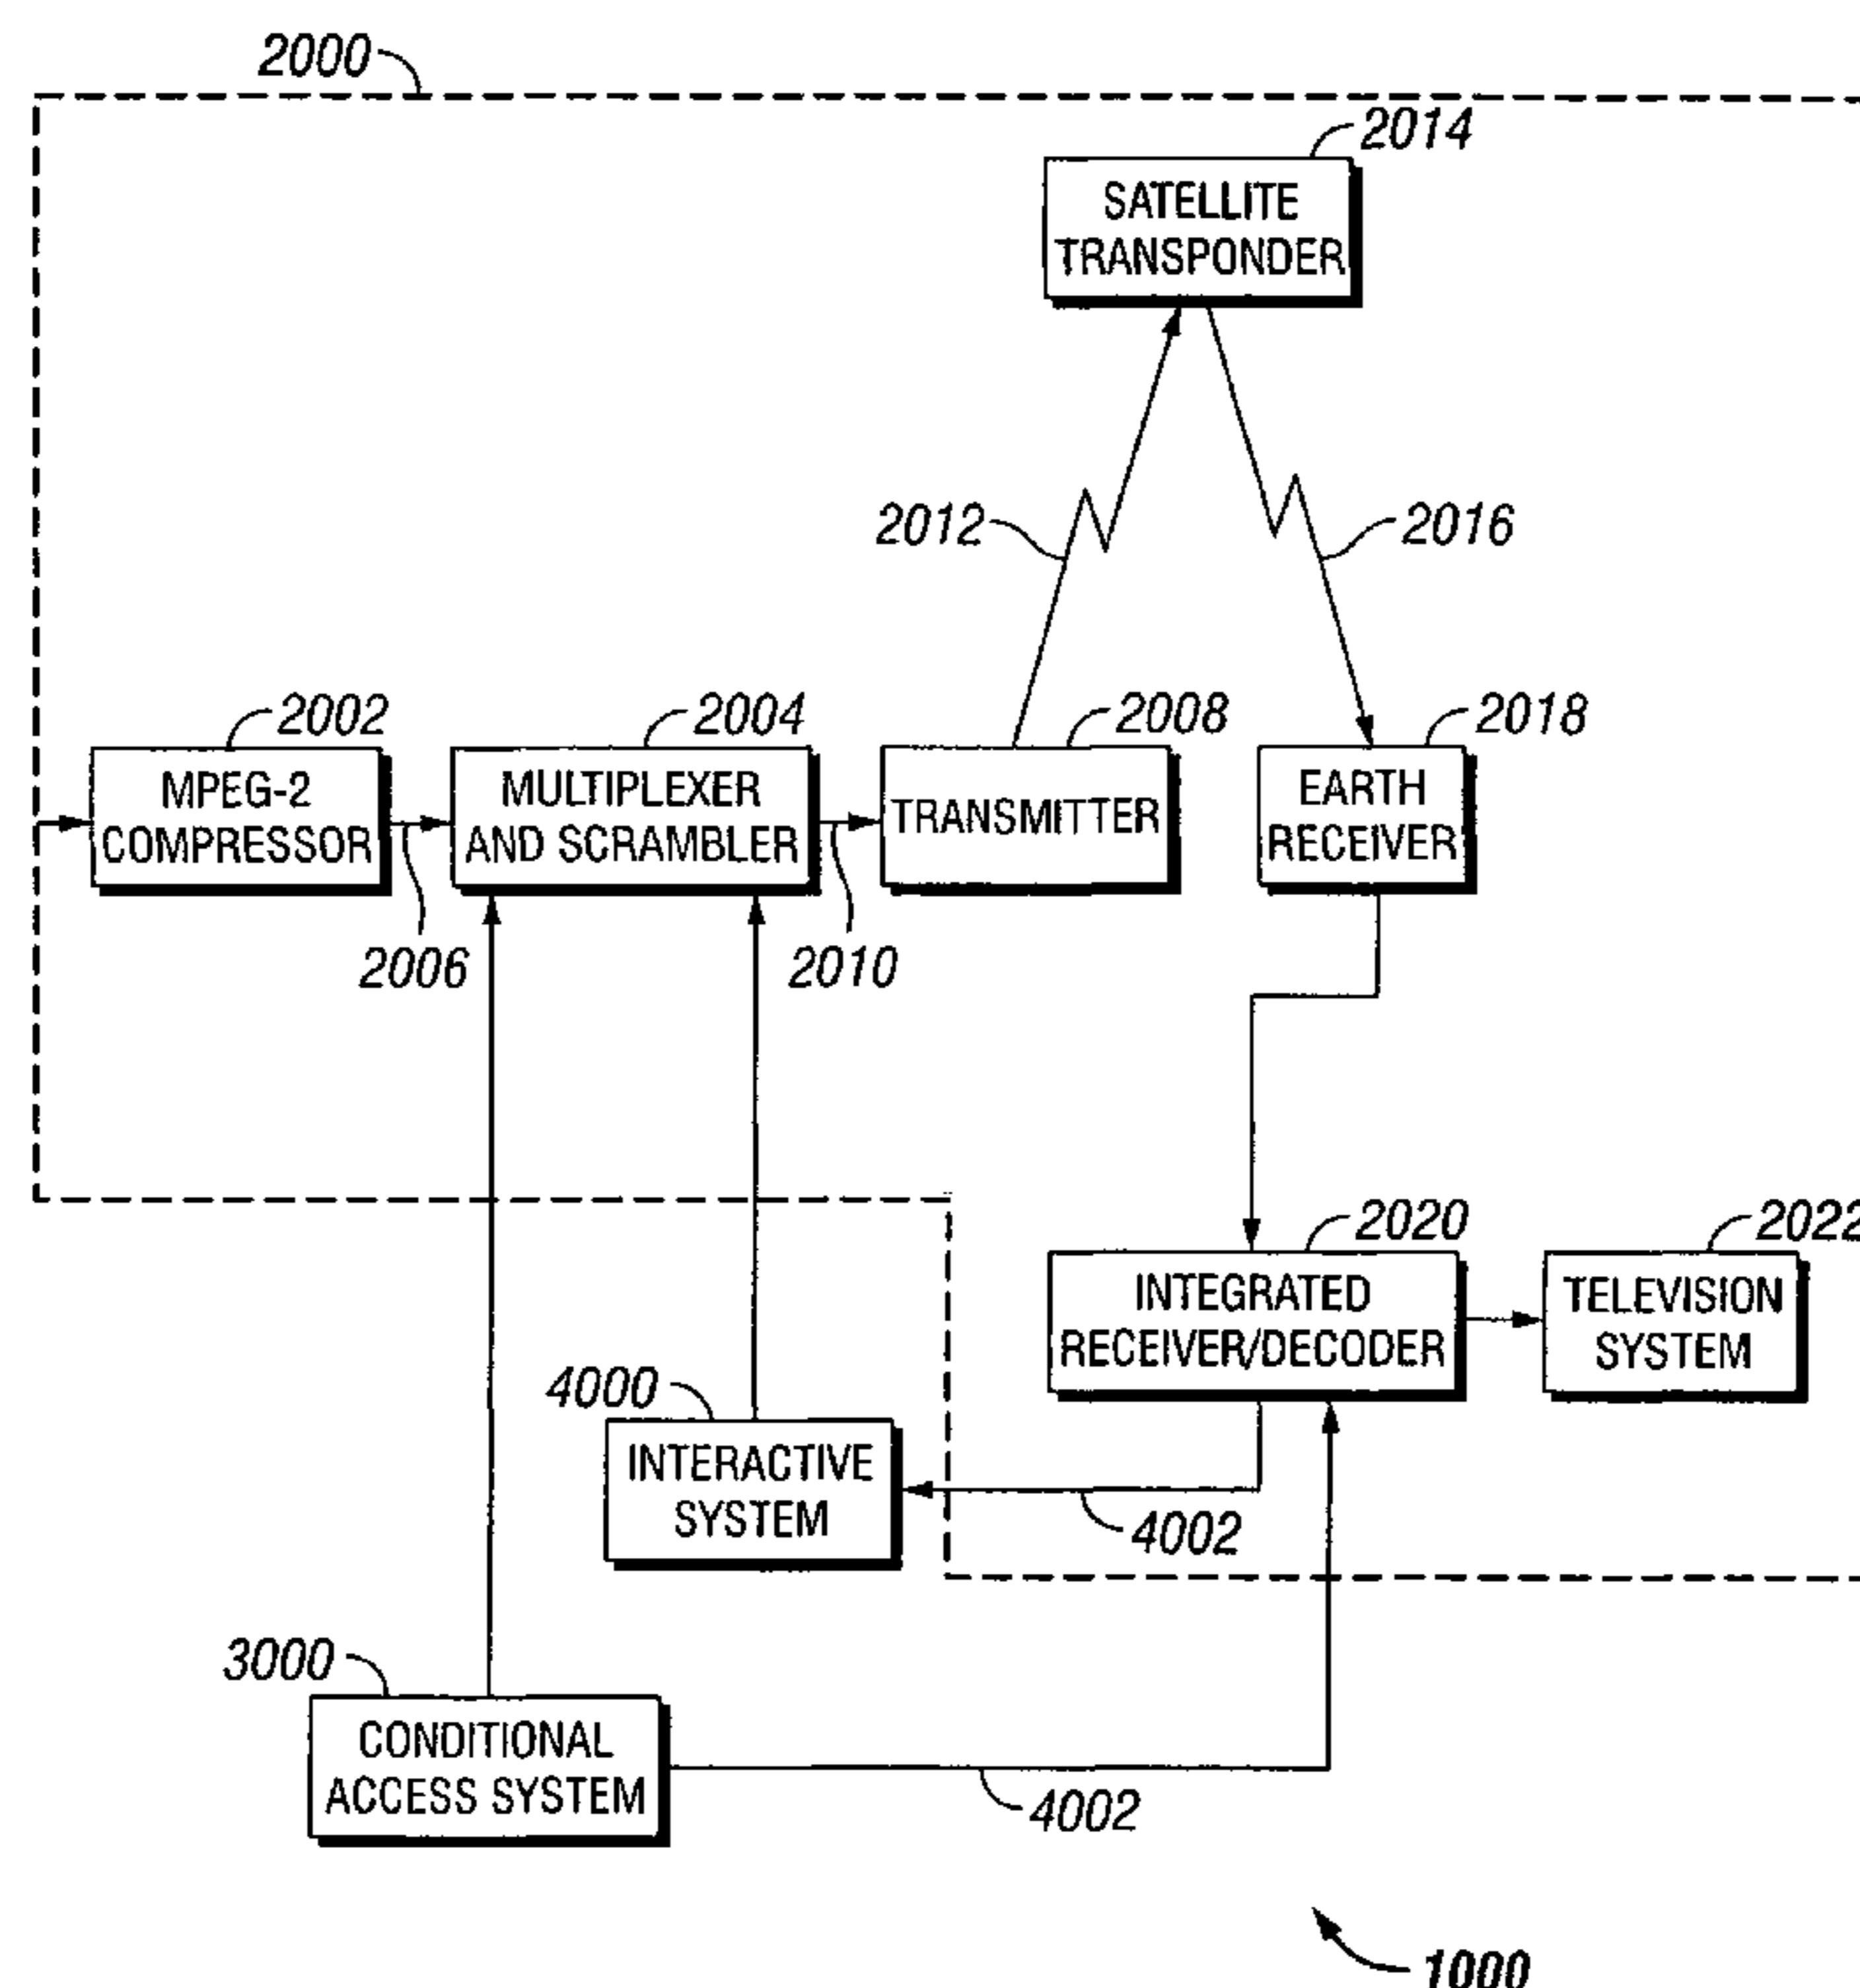 2000
2014
SATELLITE
TRANSPONDER
2012
2016
2002
2004
2008
2018
MPEG-2
COMPRESSOR
MULTIPLEXER
AND SCRAMBLER
TRANSMITTER
EARTH
RECEIVER
2006
2010
2020
2022
INTEGRATED
RECEIVER/DECODER
TELEVISION
SYSTEM
4000
INTERACTIVE
SYSTEM
4002
3000
CONDITIONAL
ACCESS SYSTEM
4002
1000